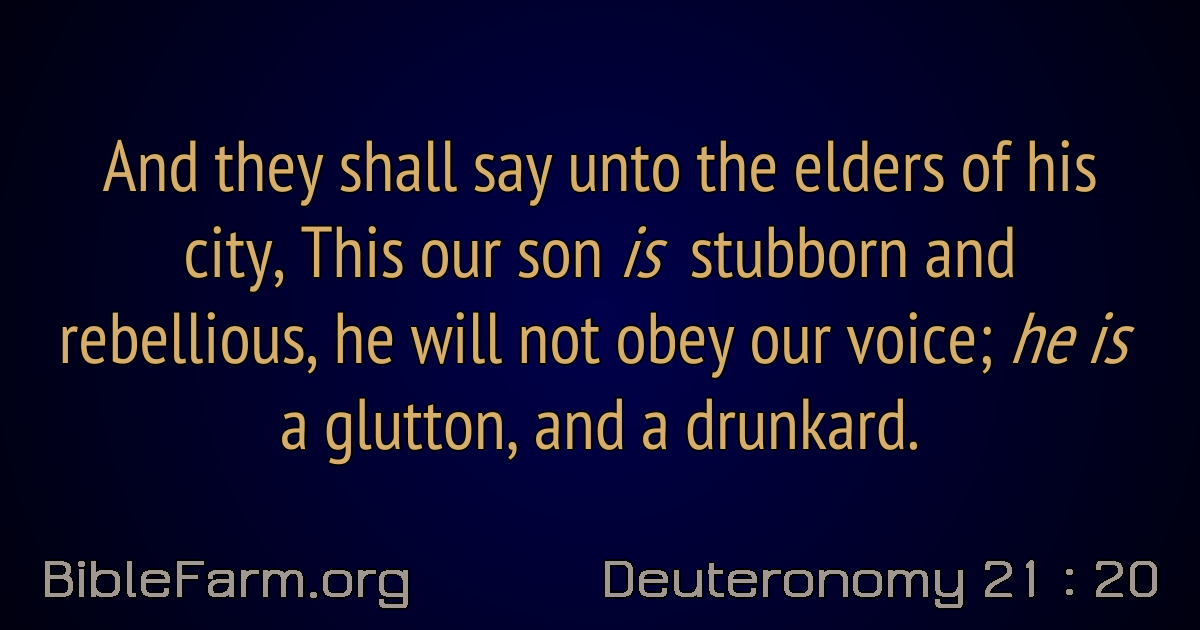 And they shall say unto the elders of his
city, This our son is stubborn and
rebellious, he will not obey our voice; he is
a glutton, and a drunkard.
BibleFarm.org
Deuteronomy 21 : 20